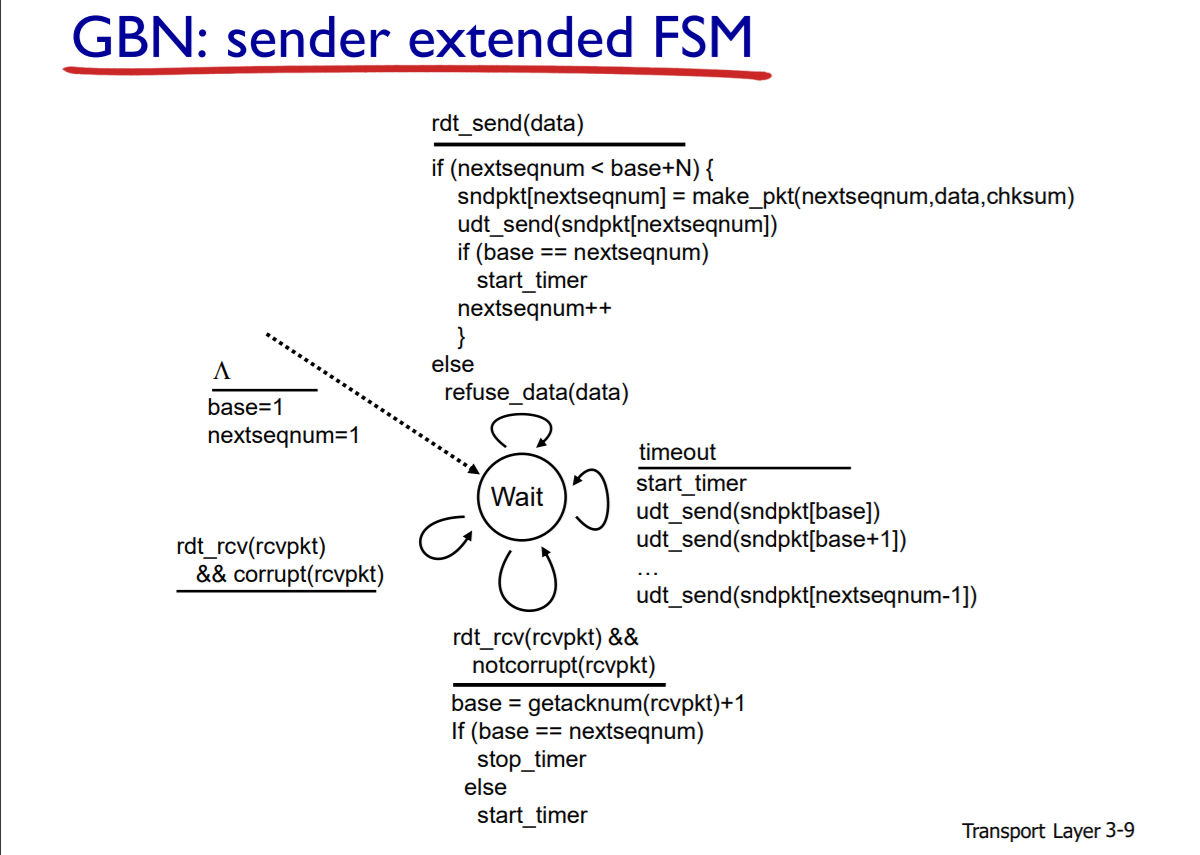 GBN: sender extended FSM
rdt_send(data)
if (nextseqnum < base+N) {
sndpkt[nextseqnum] = make_pkt(nextseqnum,data,chksum)
udt_send(sndpkt[nextseqnum])
if (base == nextseqnum)
start_timer
nextseqnum++
}
else
refuse_data(data)
Λ
base=1
nextseqnum=1
Wait
timeout
start_timer
udt_send(sndpkt[base])
udt_send(sndpkt[base+1])
…
udt_send(sndpkt[nextseqnum-1])
rdt_rcv(rcvpkt)
&& corrupt(rcvpkt)
rdt_rcv(rcvpkt) &&
notcorrupt(rcvpkt)
base = getacknum(rcvpkt)+1
If (base == nextseqnum)
stop_timer
else
start_timer
Transport Layer 3-9